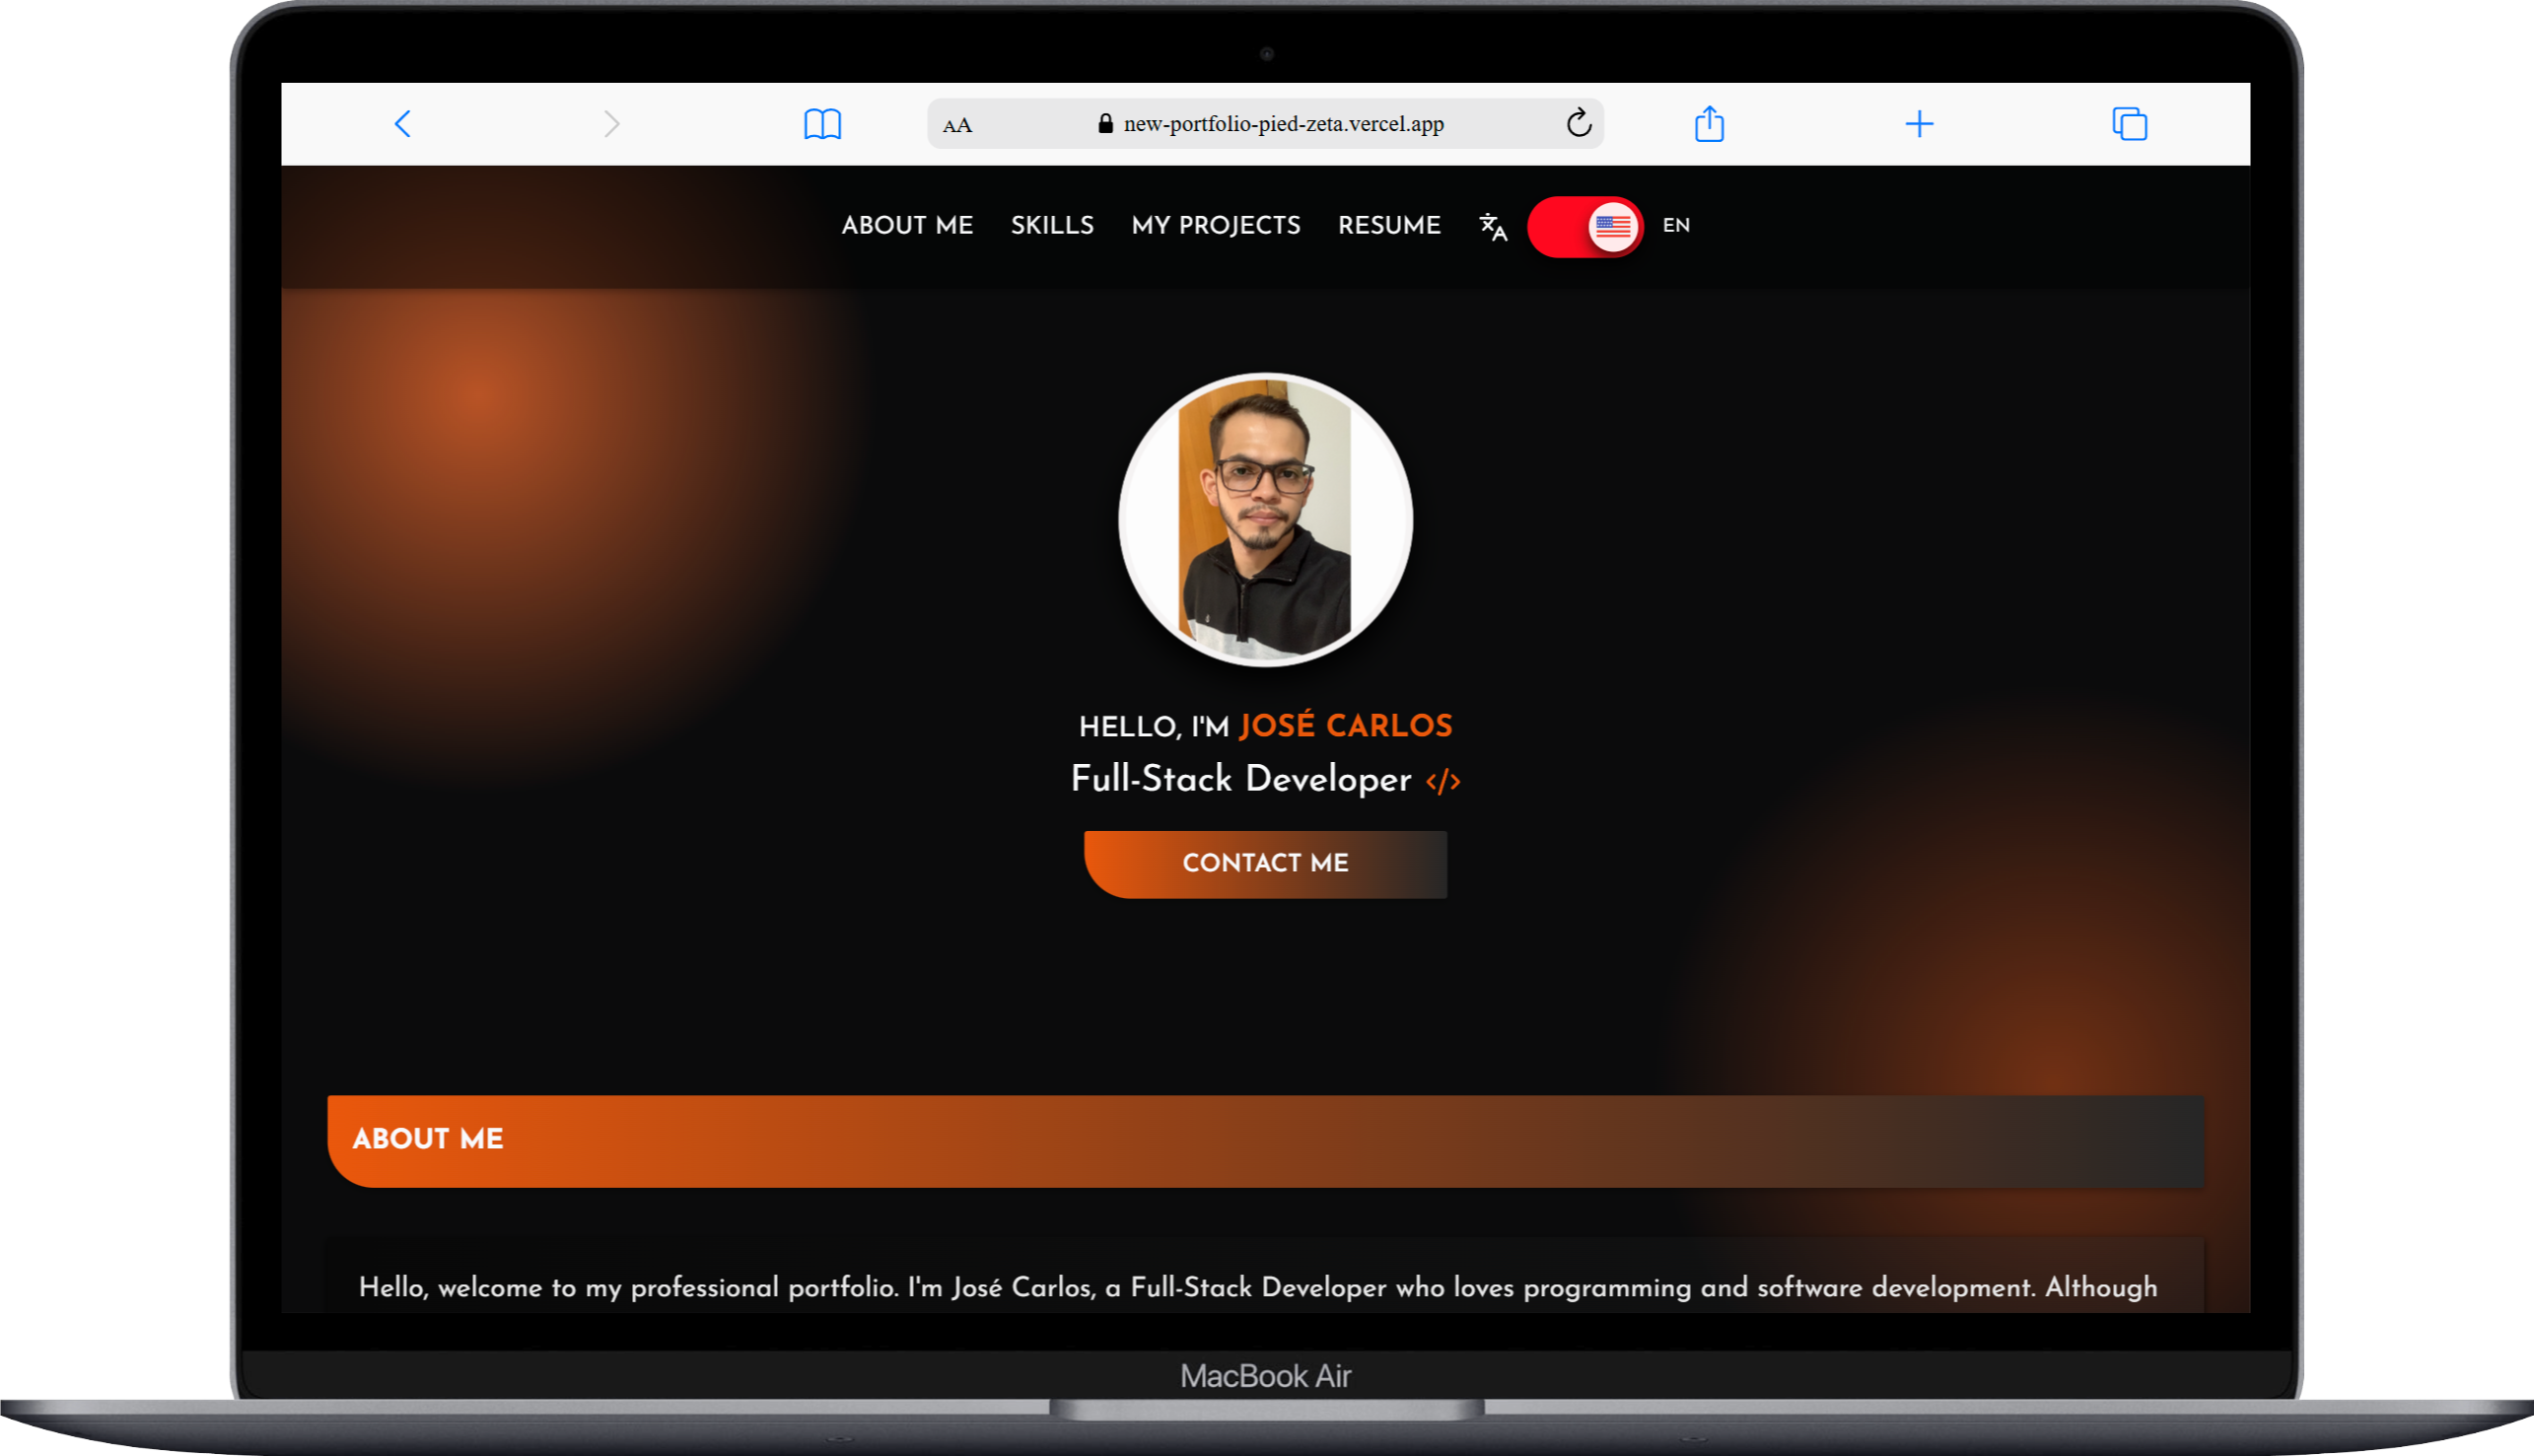 AA new-portfolio-pied-zeta.vercel.app
ABOUT ME SKILLS MY PROJECTS RESUME 文A EN
HELLO, I'M JOSÉ CARLOS
Full-Stack Developer </>
CONTACT ME
ABOUT ME
Hello, welcome to my professional portfolio. I'm José Carlos, a Full-Stack Developer who loves programming and software development. Although
MacBook Air